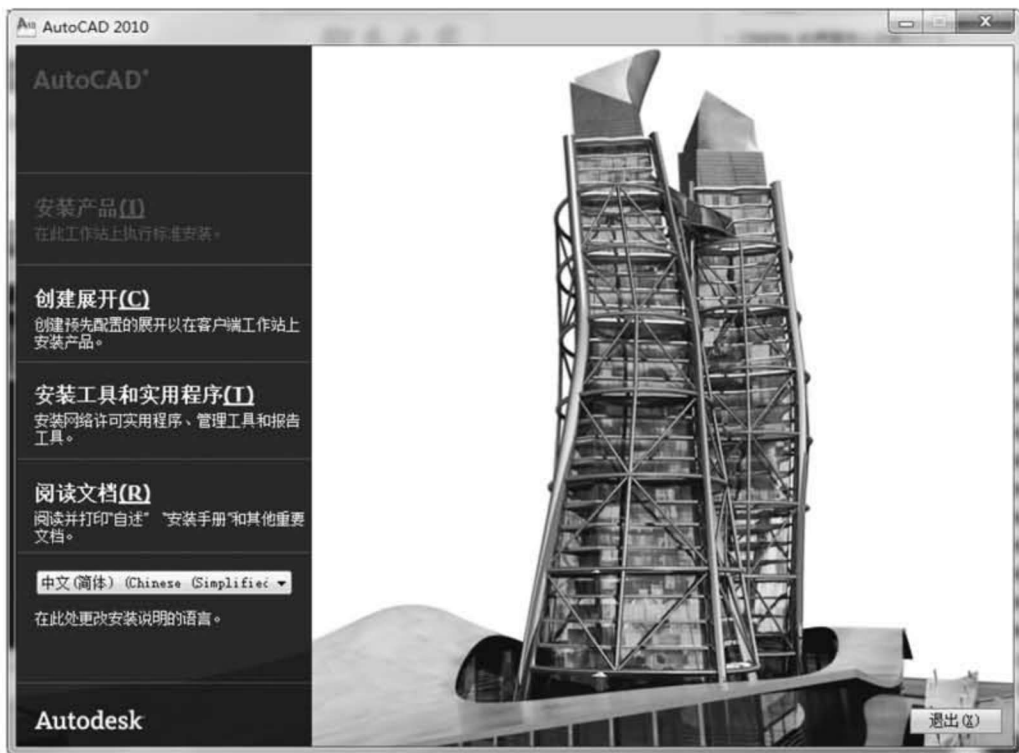 AutoCAD 2010
AutoCAD®
安装产品(I)
在此工作站上执行标准安装。
创建展开(C)
创建预先配置的展开以在客户端工作站上
安装产品。
安装工具和实用程序(T)
安装网络许可实用程序、管理工具和报告
工具。
阅读文档(R)
阅读并打印"自述" "安装手册"和其他重要
文档。
中文(简体) (Chinese (Simplified
在此处更改安装说明的语言。
Autodesk
退出(X)